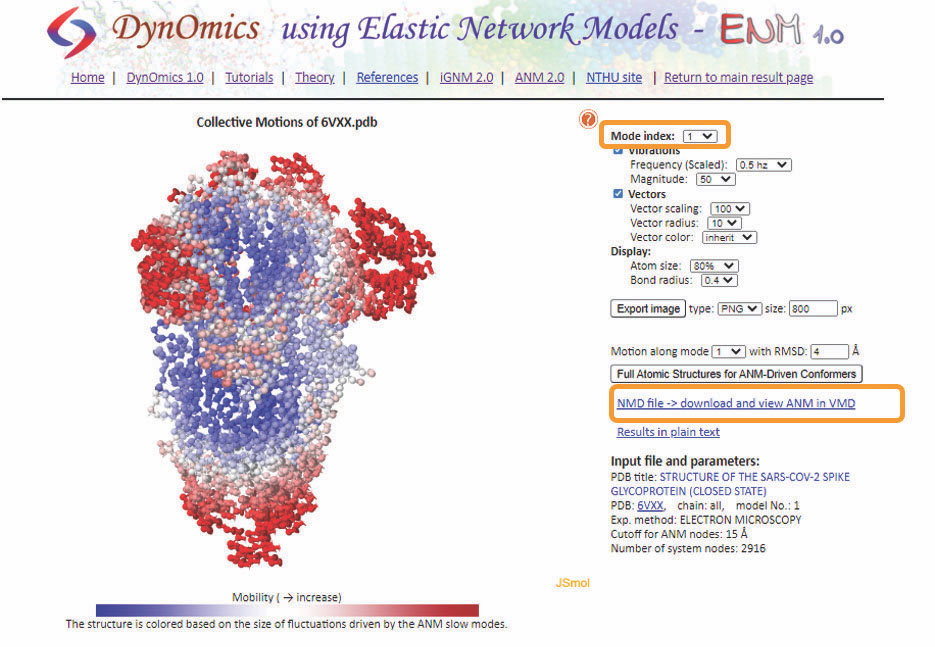 DynOmics using Elastic Network Models - ENM 1.0
Home | DynOmics 1.0 | Tutorials | Theory | References | iGNM 2.0 | ANM 2.0 | NTHU site | Return to main result page
Collective Motions of 6VXX.pdb
?
Mode index: 1
Vibrations
Frequency (Scaled): 0.5 hz
Magnitude: 50
Vectors
Vector scaling: 100
Vector radius: 10
Vector color: inherit
Display:
Atom size: 80%
Bond radius: 0.4
Export image type: PNG size: 800 px
Motion along mode 1 with RMSD: 4 Å
Full Atomic Structures for ANM-Driven Conformers
NMD file -> download and view ANM in VMD
Results in plain text
Input file and parameters:
PDB title: STRUCTURE OF THE SARS-COV-2 SPIKE
GLYCOPROTEIN (CLOSED STATE)
PDB: 6VXX, chain: all, model No.: 1
Exp. method: ELECTRON MICROSCOPY
Cutoff for ANM nodes: 15 Å
Number of system nodes: 2916
JSmol
Mobility ( → increase)
The structure is colored based on the size of fluctuations driven by the ANM slow modes.